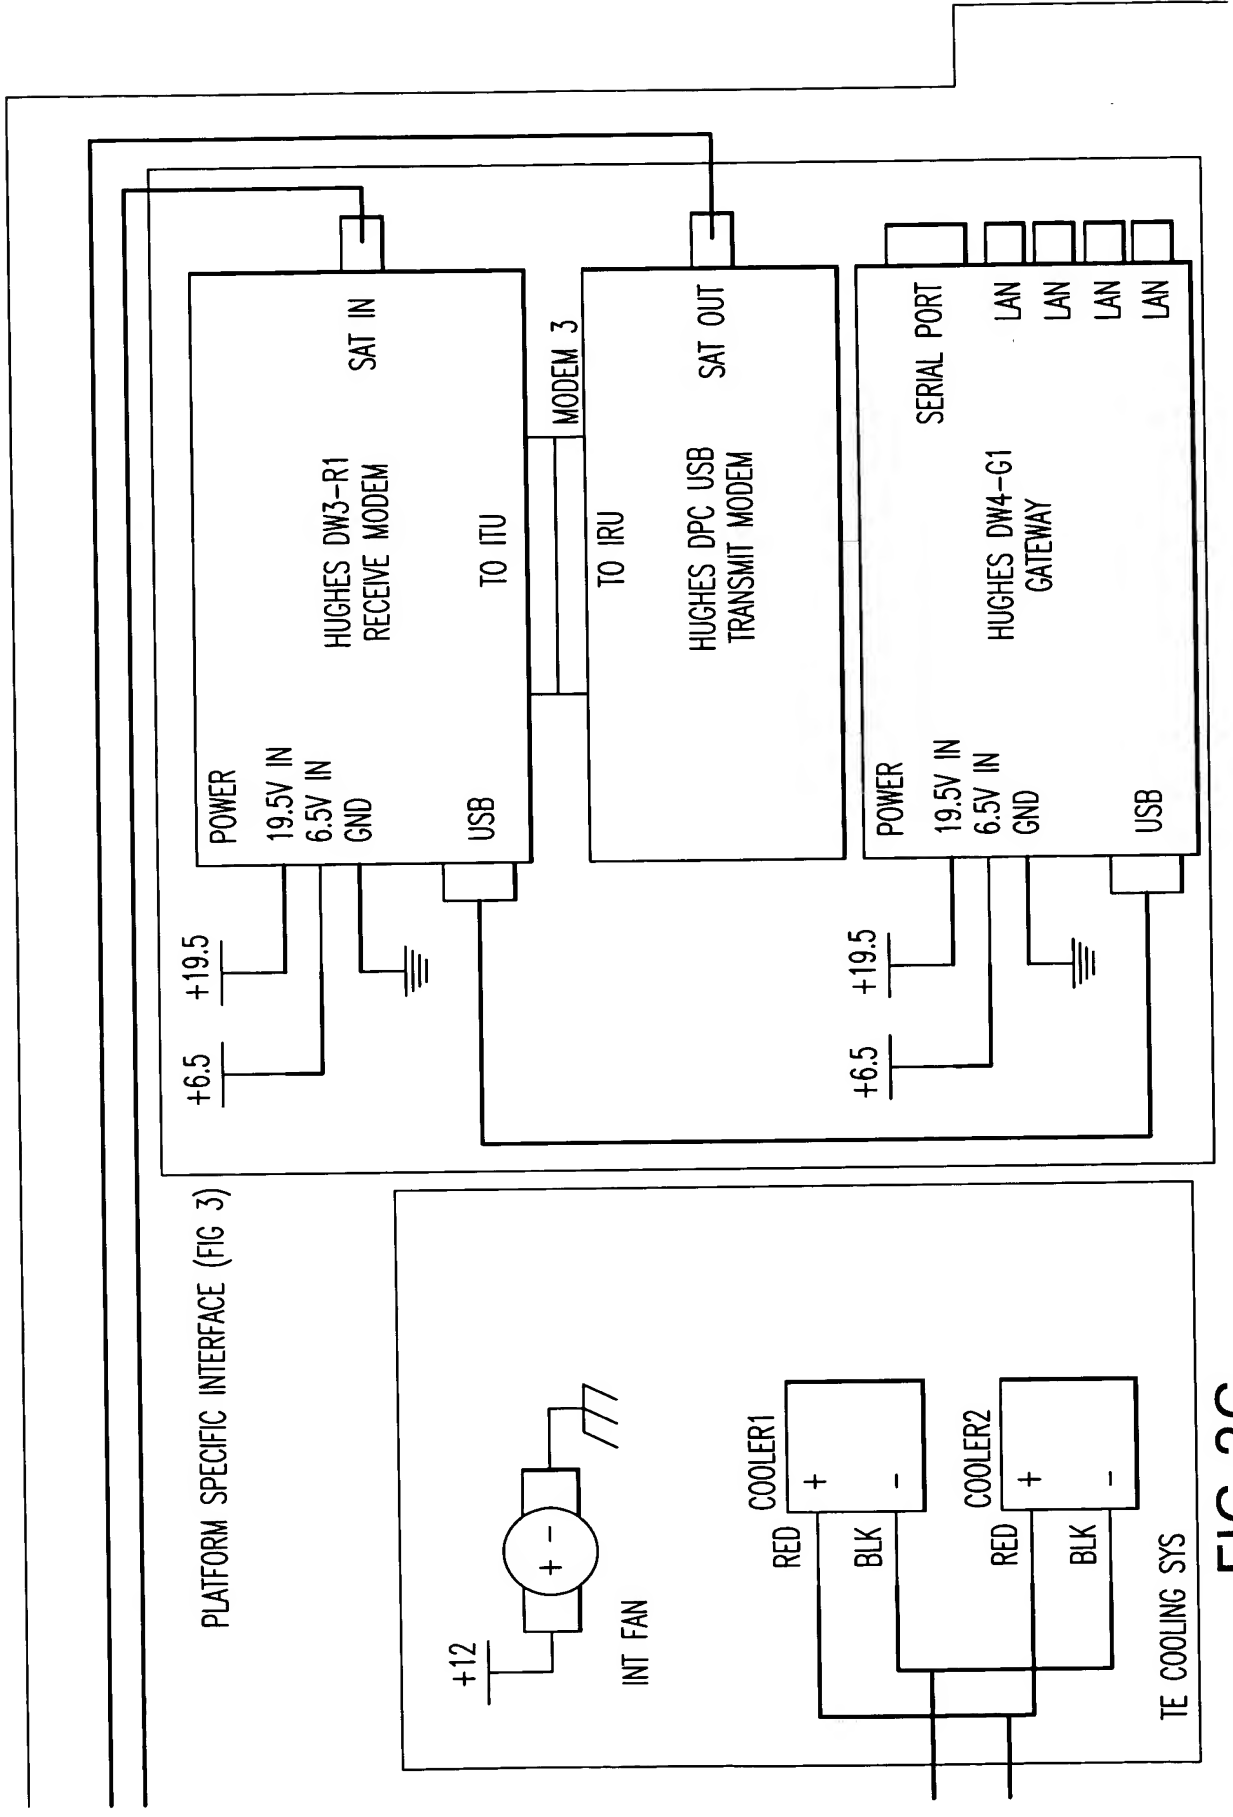 PLATFORM SPECIFIC INTERFACE (FIG 3)
+6.5
+19.5
POWER
19.5V IN
6.5V IN
GND
USB
HUGHES DW3-R1
RECEIVE MODEM
SAT IN
TO ITU
MODEM 3
TO IRU
HUGHES DPC USB
TRANSMIT MODEM
SAT OUT
+6.5
+19.5
POWER
19.5V IN
6.5V IN
GND
USB
HUGHES DW4-G1
GATEWAY
SERIAL PORT
LAN
LAN
LAN
LAN
+12
+ -
INT FAN
COOLER1
RED
+
BLK
-
COOLER2
RED
+
BLK
-
TE COOLING SYS